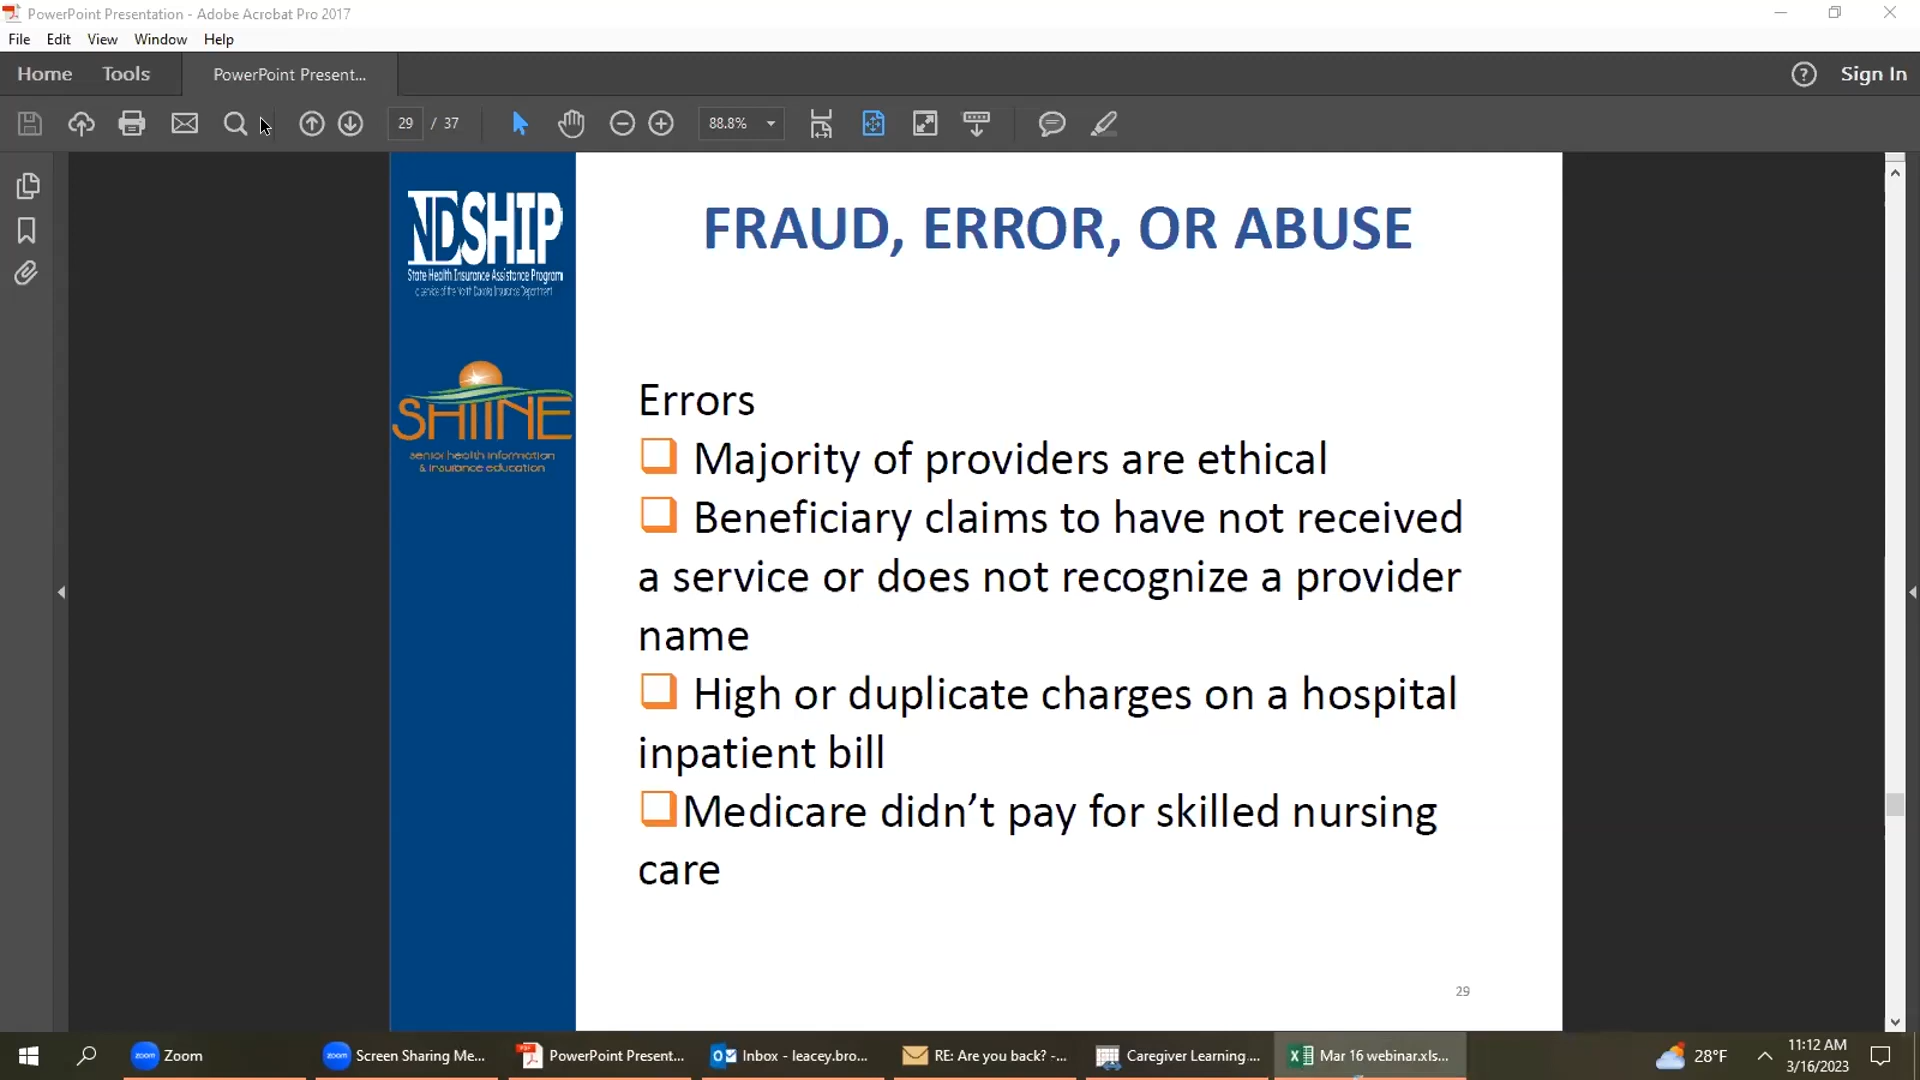 PowerPoint Presentation - Adobe Acrobat Pro 2017
File Edit View Window Help
Home Tools PowerPoint Present... Sign In
29 / 37 88.8%
NDSHIP
State Health Insurance Assistance Program
a service of the North Dakota Insurance Department
SHIINE
senior health information
& insurance education
FRAUD, ERROR, OR ABUSE
Errors
Majority of providers are ethical
Beneficiary claims to have not received
a service or does not recognize a provider
name
High or duplicate charges on a hospital
inpatient bill
Medicare didn’t pay for skilled nursing
care
29
Zoom Screen Sharing Me... PowerPoint Present... Inbox - leacey.bro... RE: Are you back? -... Caregiver Learning ... Mar 16 webinar.xls... 28°F 11:12 AM
3/16/2023